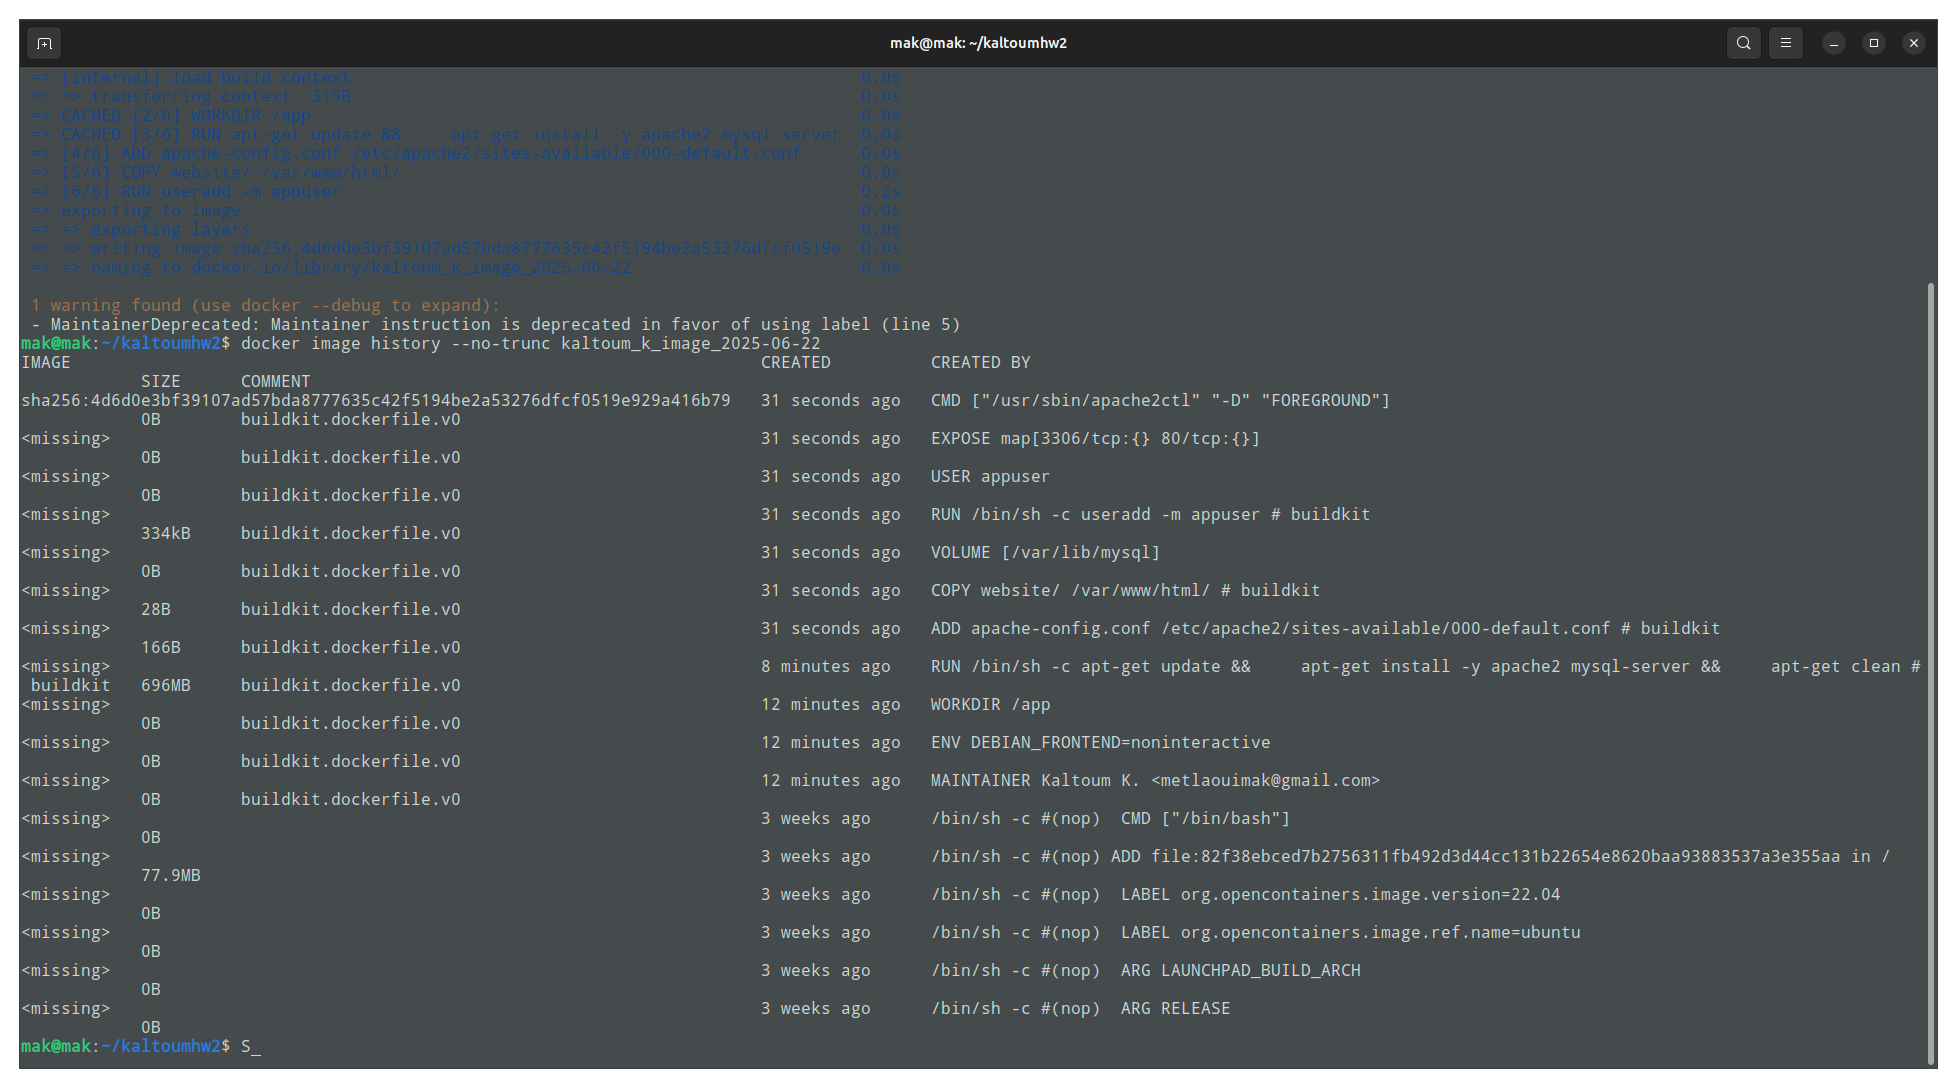 mak@mak: ~/kaltoumhw2
=> [internal] load build context 0.0s
=> => transferring context: 315B 0.0s
=> CACHED [2/6] WORKDIR /app 0.0s
=> CACHED [3/6] RUN apt-get update &&     apt-get install -y apache2 mysql-server 0.0s
=> [4/6] ADD apache-config.conf /etc/apache2/sites-available/000-default.conf 0.0s
=> [5/6] COPY website/ /var/www/html/ 0.0s
=> [6/6] RUN useradd -m appuser 0.2s
=> exporting to image 0.0s
=> => exporting layers 0.0s
=> => writing image sha256:4d6d0e3bf39107ad57bda8777635c42f5194be2a53276dfcf0519e 0.0s
=> => naming to docker.io/library/kaltoum_k_image_2025-06-22 0.0s
1 warning found (use docker --debug to expand):
- MaintainerDeprecated: Maintainer instruction is deprecated in favor of using label (line 5)
mak@mak:~/kaltoumhw2$ docker image history --no-trunc kaltoum_k_image_2025-06-22
IMAGE CREATED CREATED BY
SIZE COMMENT
sha256:4d6d0e3bf39107ad57bda8777635c42f5194be2a53276dfcf0519e929a416b79 31 seconds ago CMD ["/usr/sbin/apache2ctl" "-D" "FOREGROUND"]
0B buildkit.dockerfile.v0
<missing> 31 seconds ago EXPOSE map[3306/tcp:{} 80/tcp:{}]
0B buildkit.dockerfile.v0
<missing> 31 seconds ago USER appuser
0B buildkit.dockerfile.v0
<missing> 31 seconds ago RUN /bin/sh -c useradd -m appuser # buildkit
334kB buildkit.dockerfile.v0
<missing> 31 seconds ago VOLUME [/var/lib/mysql]
0B buildkit.dockerfile.v0
<missing> 31 seconds ago COPY website/ /var/www/html/ # buildkit
28B buildkit.dockerfile.v0
<missing> 31 seconds ago ADD apache-config.conf /etc/apache2/sites-available/000-default.conf # buildkit
166B buildkit.dockerfile.v0
<missing> 8 minutes ago RUN /bin/sh -c apt-get update &&     apt-get install -y apache2 mysql-server &&     apt-get clean #
buildkit 696MB buildkit.dockerfile.v0
<missing> 12 minutes ago WORKDIR /app
0B buildkit.dockerfile.v0
<missing> 12 minutes ago ENV DEBIAN_FRONTEND=noninteractive
0B buildkit.dockerfile.v0
<missing> 12 minutes ago MAINTAINER Kaltoum K. <metlaouimak@gmail.com>
0B buildkit.dockerfile.v0
<missing> 3 weeks ago /bin/sh -c #(nop)  CMD ["/bin/bash"]
0B
<missing> 3 weeks ago /bin/sh -c #(nop) ADD file:82f38ebced7b2756311fb492d3d44cc131b22654e8620baa93883537a3e355aa in /
77.9MB
<missing> 3 weeks ago /bin/sh -c #(nop)  LABEL org.opencontainers.image.version=22.04
0B
<missing> 3 weeks ago /bin/sh -c #(nop)  LABEL org.opencontainers.image.ref.name=ubuntu
0B
<missing> 3 weeks ago /bin/sh -c #(nop)  ARG LAUNCHPAD_BUILD_ARCH
0B
<missing> 3 weeks ago /bin/sh -c #(nop)  ARG RELEASE
0B
mak@mak:~/kaltoumhw2$ S_